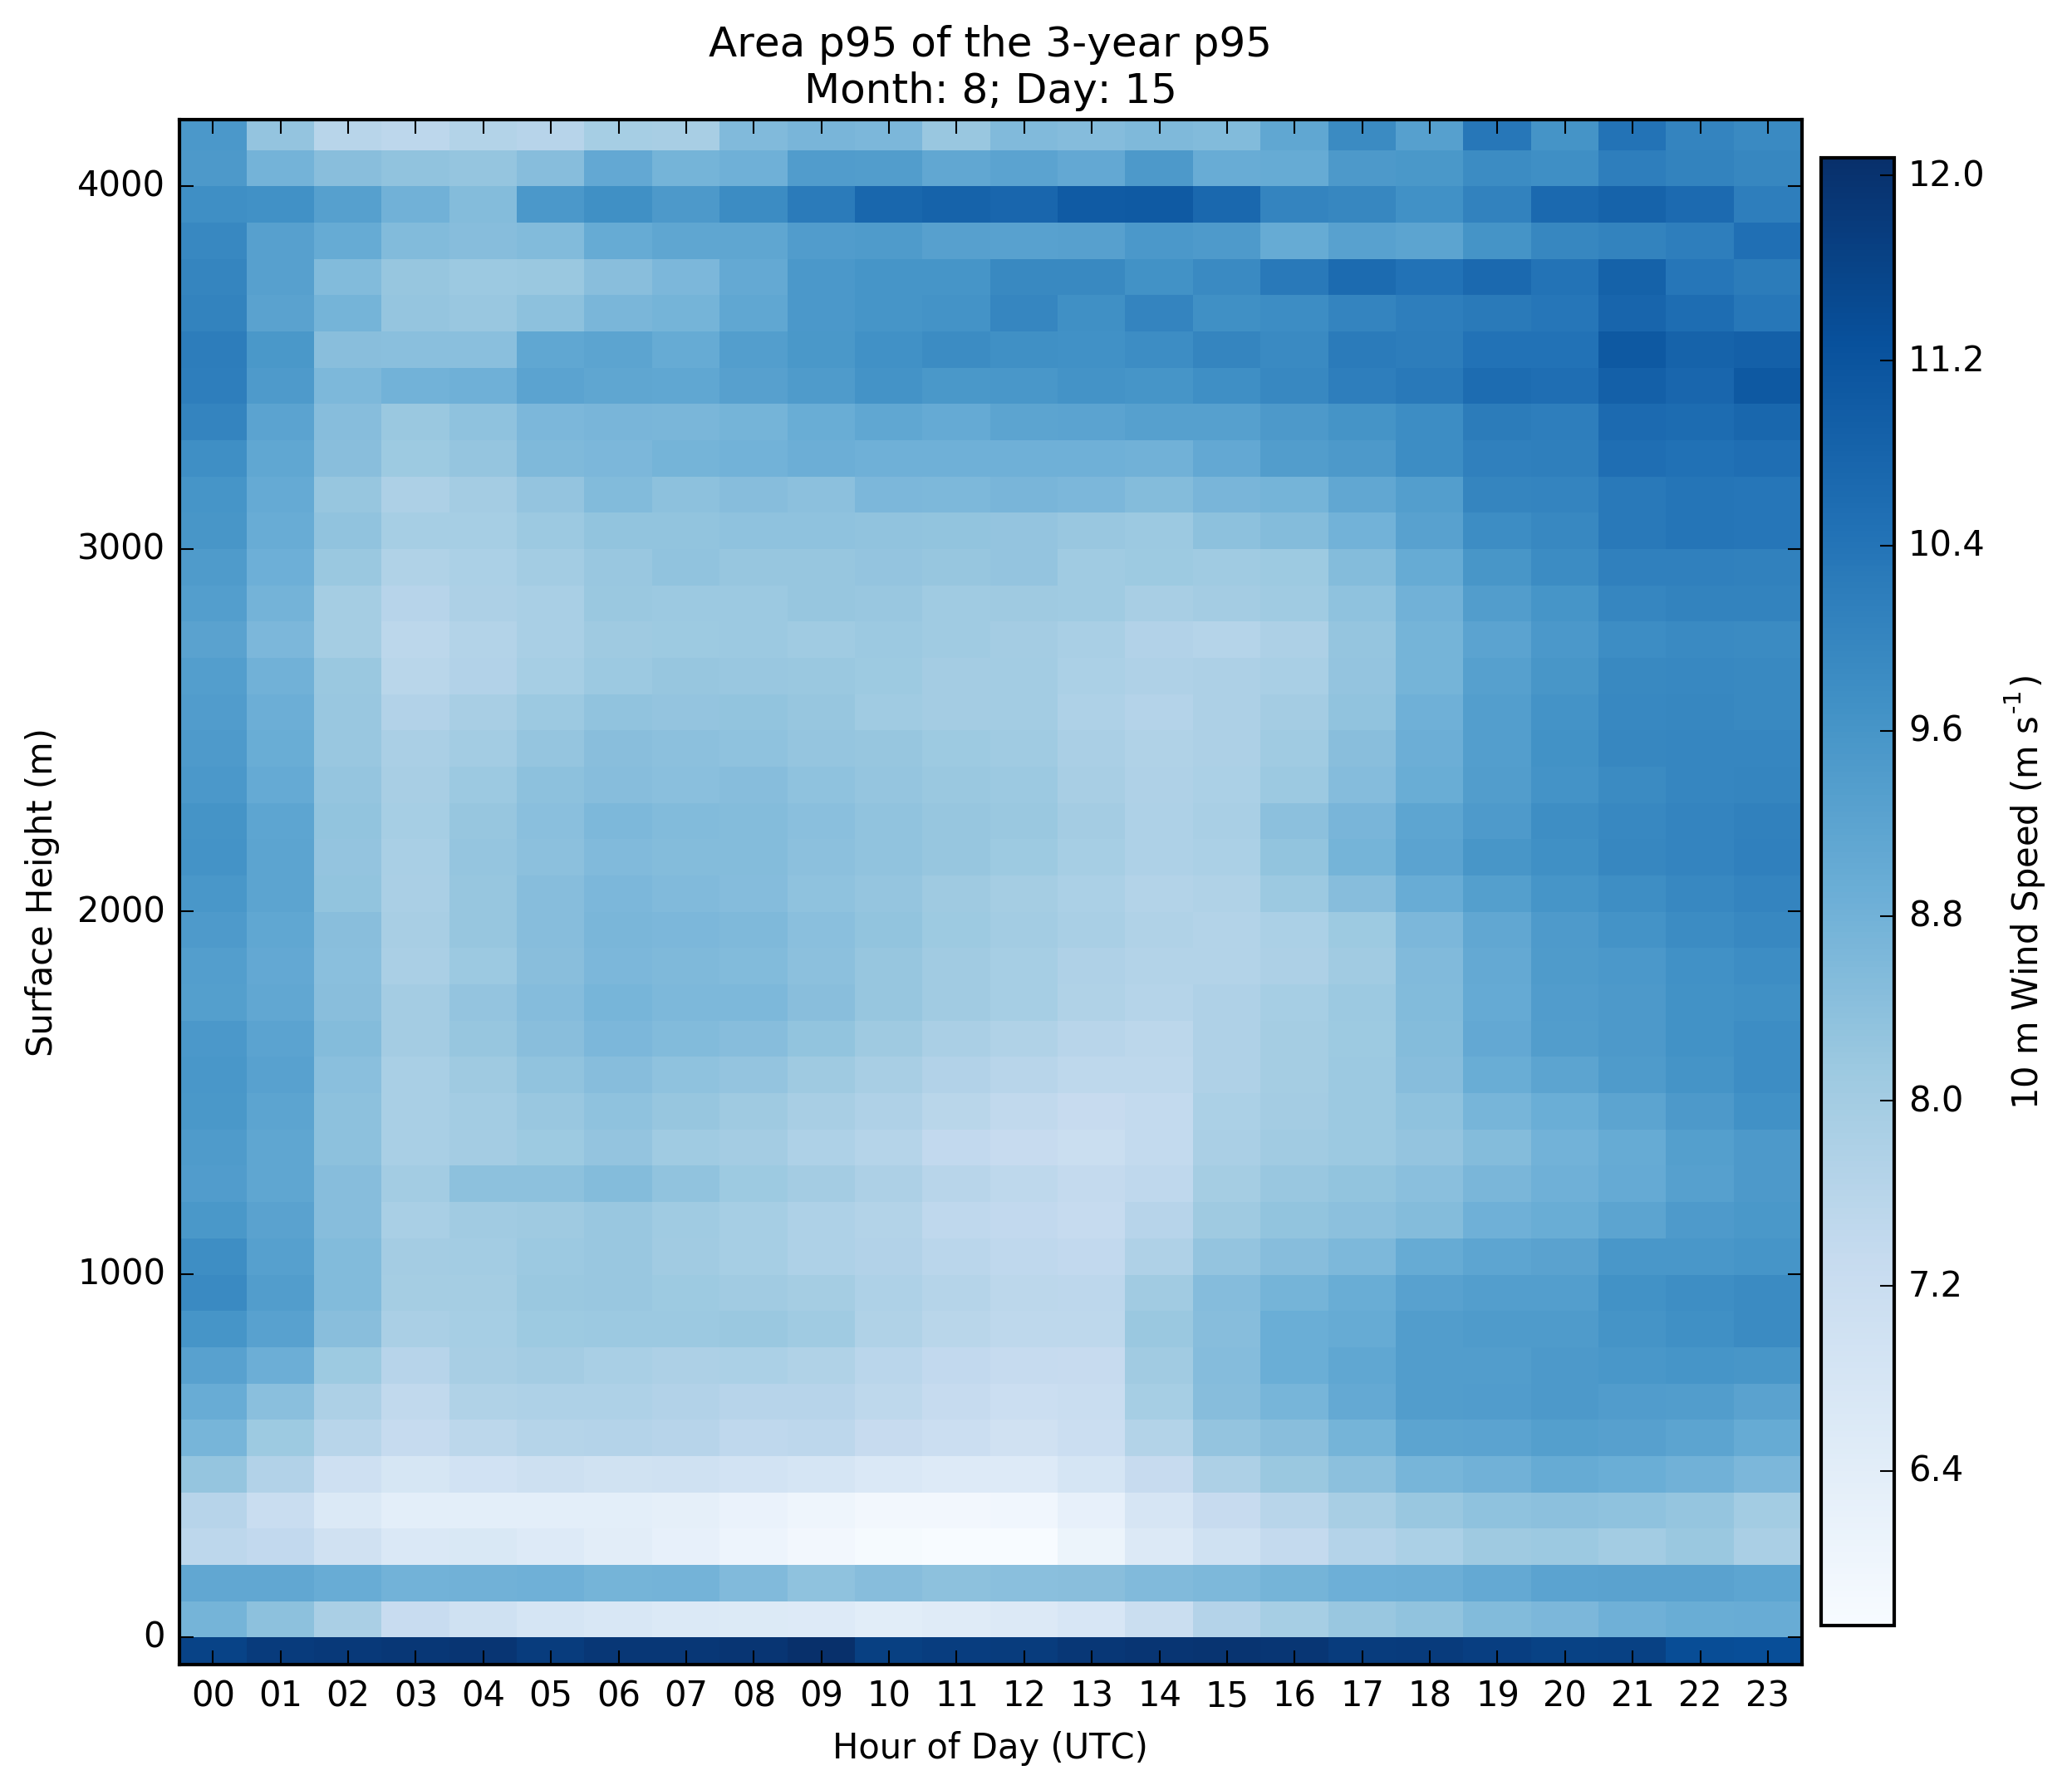 Area p95 of the 3-year p95
Month: 8; Day: 15
4000
3000
2000
1000
0
Surface Height (m)
00 01 02 03 04 05 06 07 08 09 10 11 12 13 14 15 16 17 18 19 20 21 22 23
Hour of Day (UTC)
12.0
11.2
10.4
9.6
8.8
8.0
7.2
6.4
10 m Wind Speed (m s⁻¹)